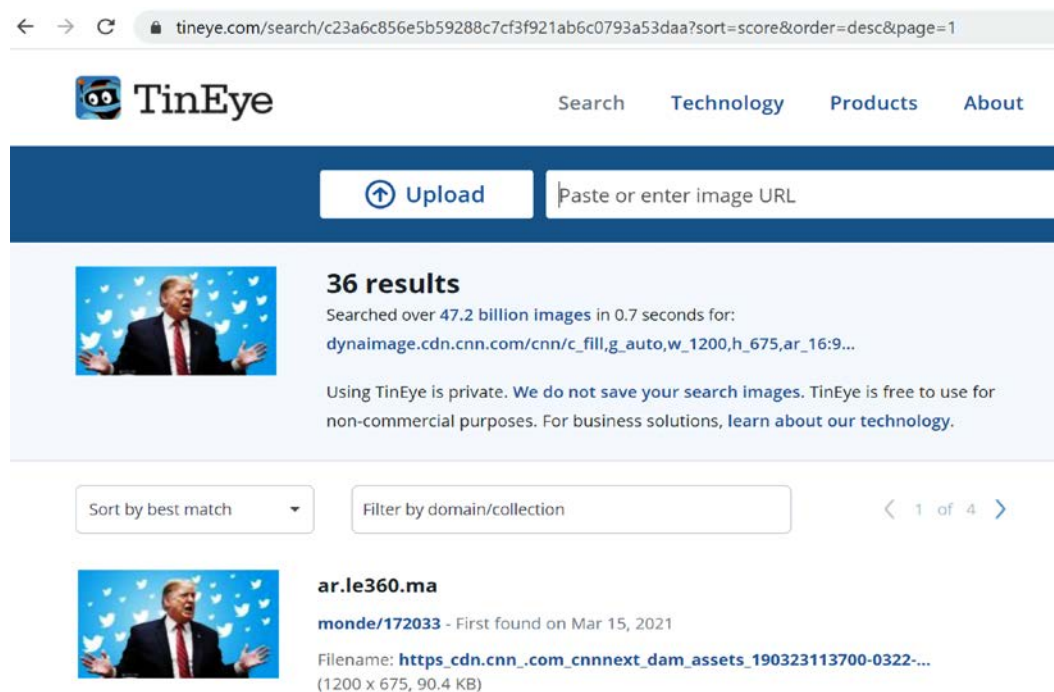 tineye.com/search/c23a6c856e5b59288c7cf3f921ab6c0793a53daa?sort=score&order=desc&page=1
TinEye
Search Technology Products About
Upload Paste or enter image URL
36 results
Searched over 47.2 billion images in 0.7 seconds for:
dynaimage.cdn.cnn.com/cnn/c_fill,g_auto,w_1200,h_675,ar_16:9...
Using TinEye is private. We do not save your search images. TinEye is free to use for
non-commercial purposes. For business solutions, learn about our technology.
Sort by best match Filter by domain/collection 1 of 4
ar.le360.ma
monde/172033 - First found on Mar 15, 2021
Filename: https_cdn.cnn_.com_cnnnext_dam_assets_190323113700-0322-...
(1200 x 675, 90.4 KB)